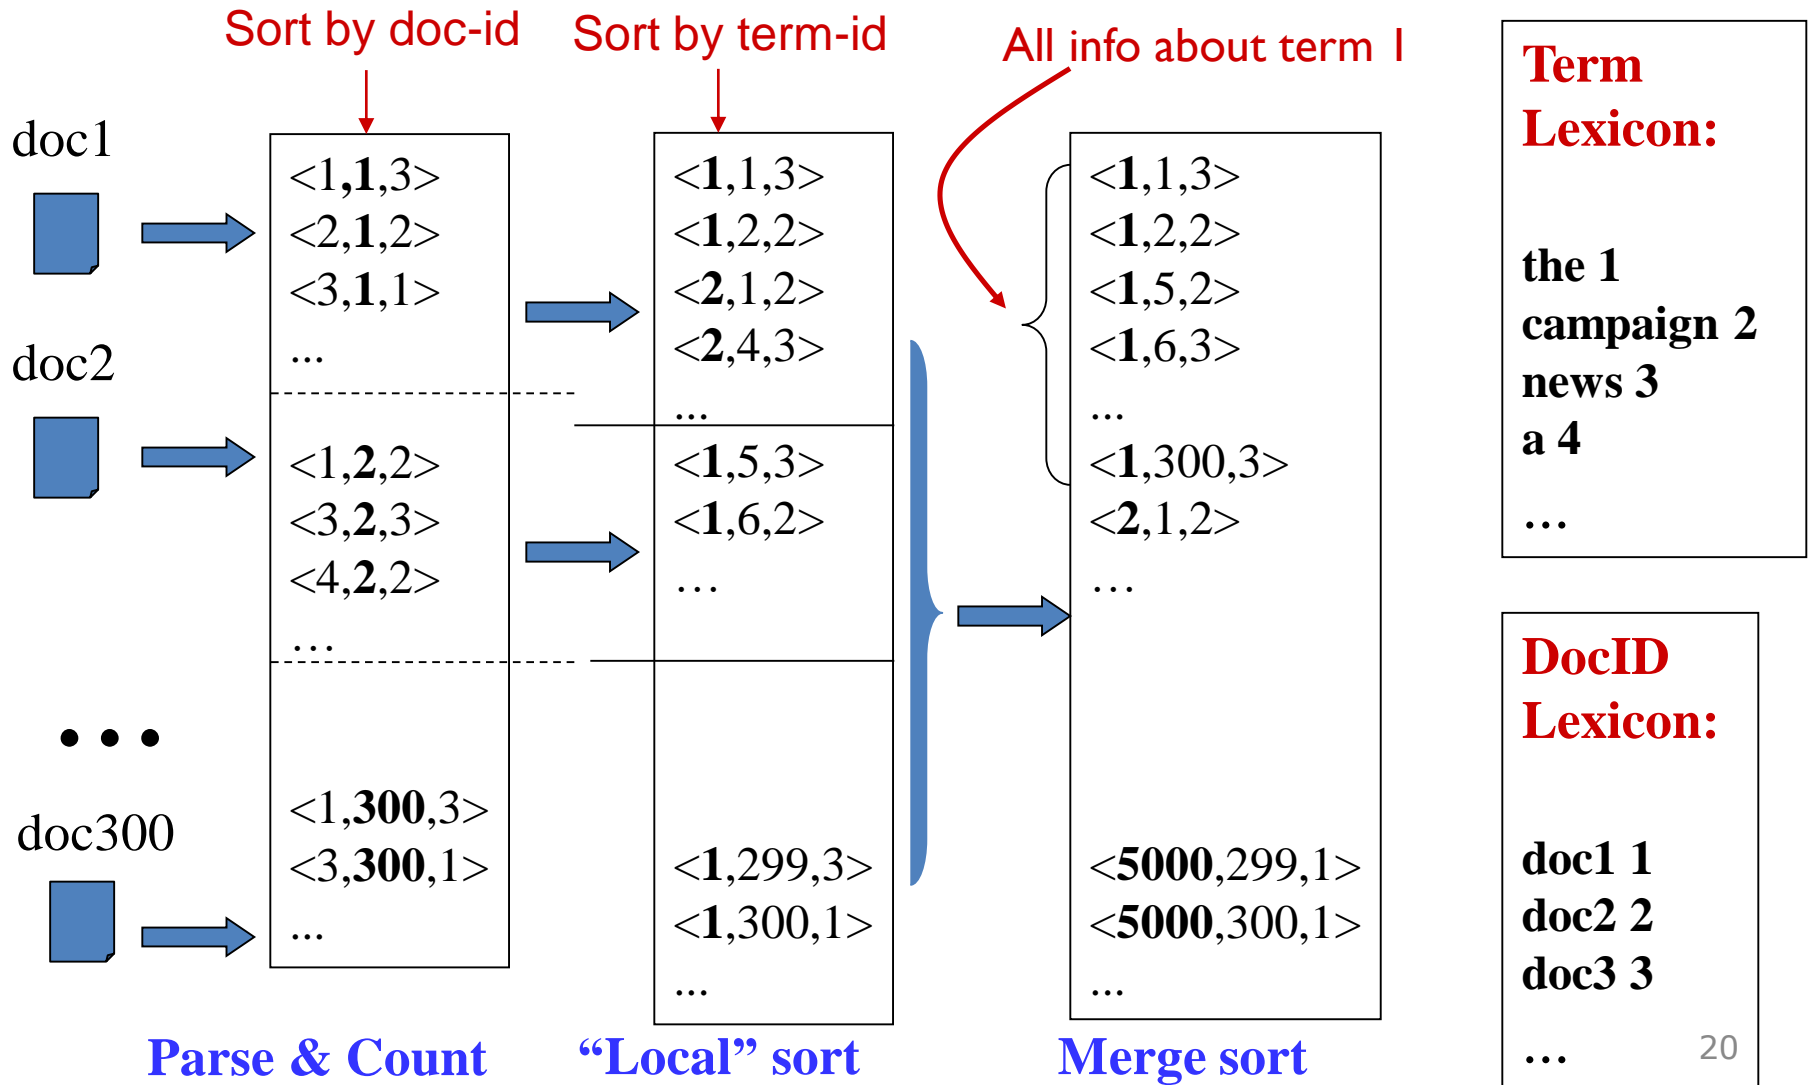 Sort by doc-id
Sort by term-id
All info about term 1
doc1
doc2
...
doc300
<1,1,3>
<2,1,2>
<3,1,1>
...
<1,2,2>
<3,2,3>
<4,2,2>
…
<1,300,3>
<3,300,1>
...
Parse & Count
<1,1,3>
<1,2,2>
<2,1,2>
<2,4,3>
...
<1,5,3>
<1,6,2>
…
<1,299,3>
<1,300,1>
...
“Local” sort
<1,1,3>
<1,2,2>
<1,5,2>
<1,6,3>
...
<1,300,3>
<2,1,2>
…
<5000,299,1>
<5000,300,1>
...
Merge sort
Term
Lexicon:
the 1
campaign 2
news 3
a 4
…
DocID
Lexicon:
doc1 1
doc2 2
doc3 3
…
20